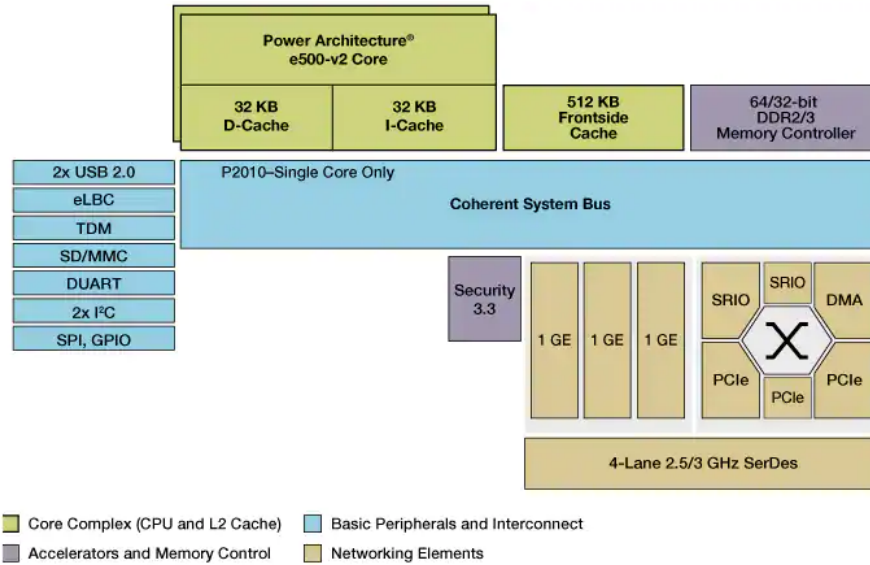 Power Architecture®
e500-v2 Core
32 KB
D-Cache
32 KB
I-Cache
512 KB
Frontside
Cache
64/32-bit
DDR2/3
Memory Controller
2x USB 2.0
eLBC
TDM
SD/MMC
DUART
2x I²C
SPI, GPIO
P2010–Single Core Only
Coherent System Bus
Security
3.3
1 GE
1 GE
1 GE
SRIO
SRIO
DMA
PCIe
PCIe
PCIe
4-Lane 2.5/3 GHz SerDes
Core Complex (CPU and L2 Cache)
Basic Peripherals and Interconnect
Accelerators and Memory Control
Networking Elements